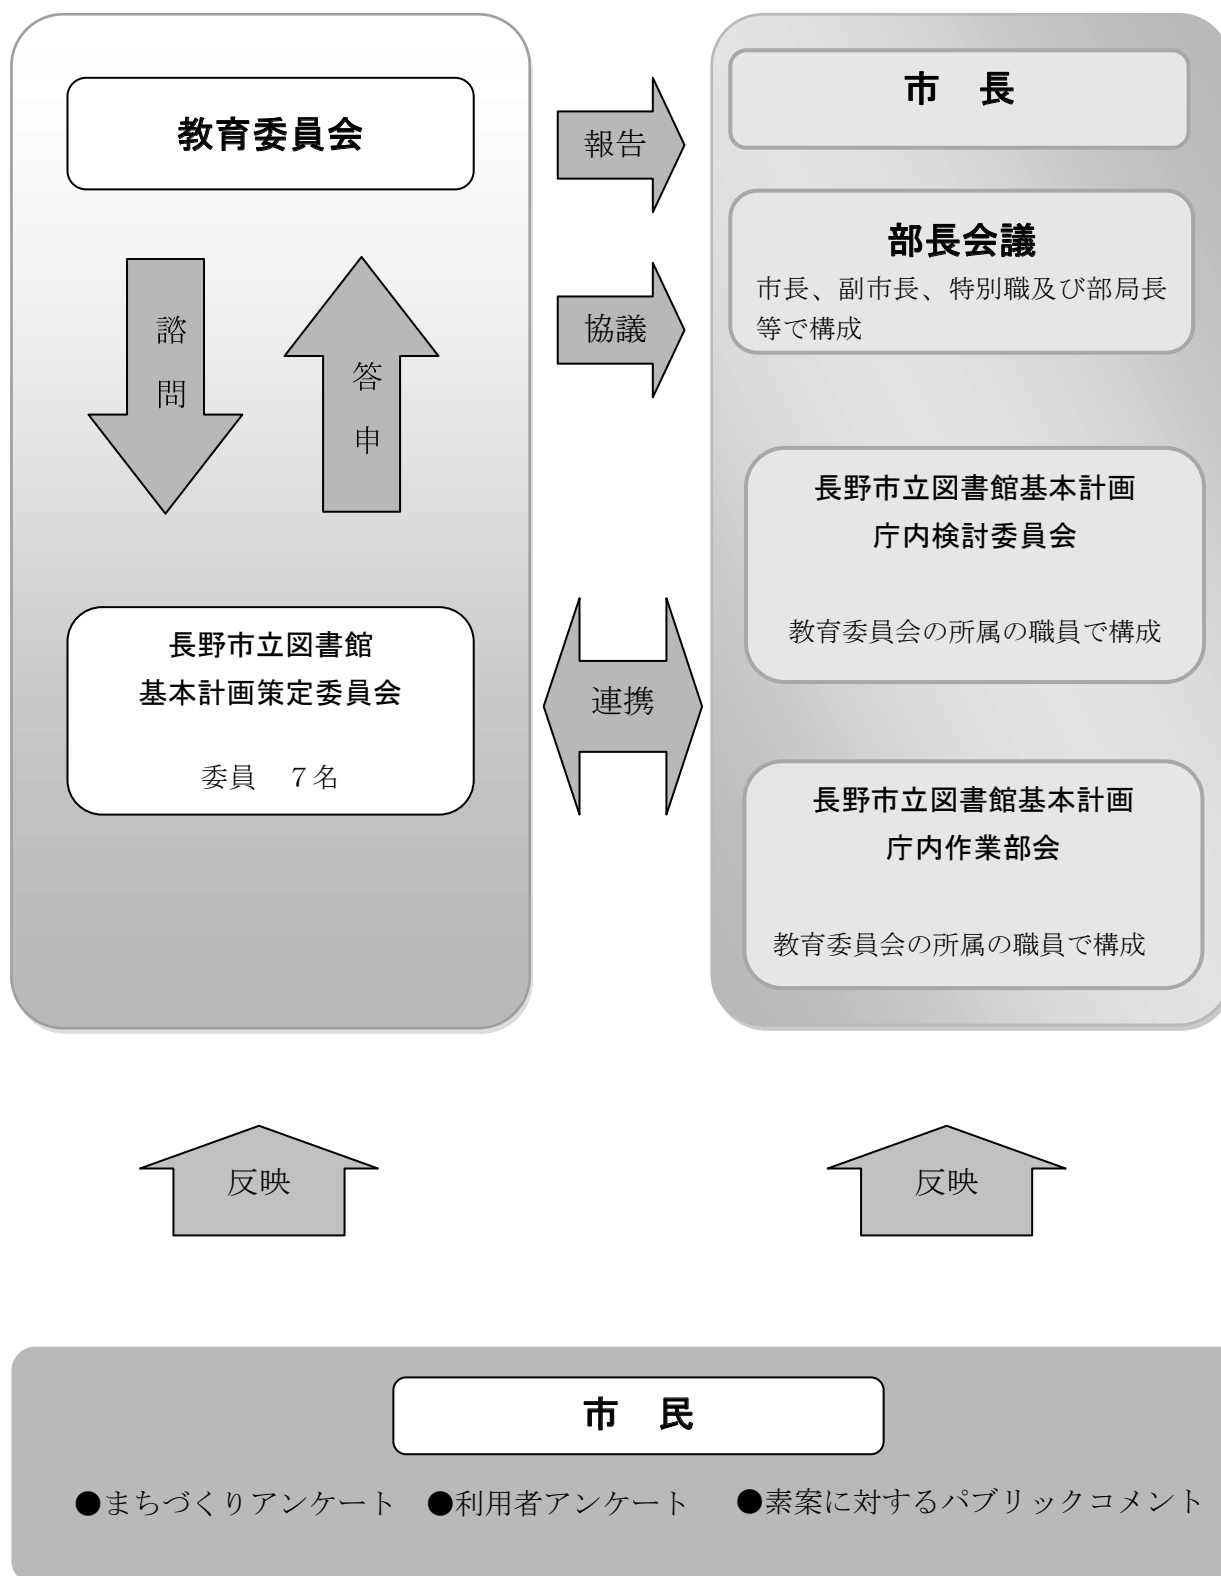 教育委員会
諮
問
答
申
長野市立図書館
基本計画策定委員会
委員　７名
報告
協議
連携
市　長
部長会議
市長、副市長、特別職及び部局長
等で構成
長野市立図書館基本計画
庁内検討委員会
教育委員会の所属の職員で構成
長野市立図書館基本計画
庁内作業部会
教育委員会の所属の職員で構成
反映
反映
市　民
●まちづくりアンケート　●利用者アンケート　●素案に対するパブリックコメント